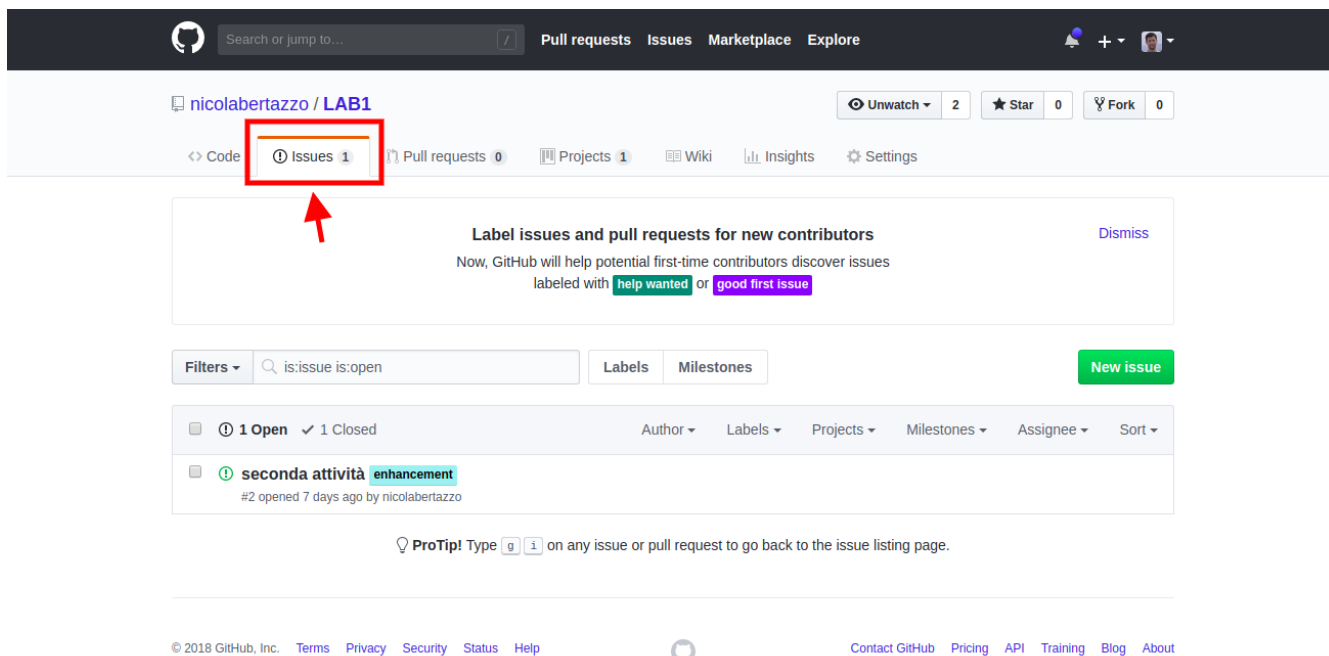 Search or jump to... / Pull requests Issues Marketplace Explore
nicolabertazzo / LAB1 Unwatch 2 Star 0 Fork 0
Code Issues 1 Pull requests 0 Projects 1 Wiki Insights Settings
Label issues and pull requests for new contributors Dismiss
Now, GitHub will help potential first-time contributors discover issues
labeled with help wanted or good first issue
Filters is:issue is:open Labels Milestones New issue
1 Open 1 Closed Author Labels Projects Milestones Assignee Sort
seconda attività enhancement
#2 opened 7 days ago by nicolabertazzo
ProTip! Type g i on any issue or pull request to go back to the issue listing page.
© 2018 GitHub, Inc. Terms Privacy Security Status Help Contact GitHub Pricing API Training Blog About